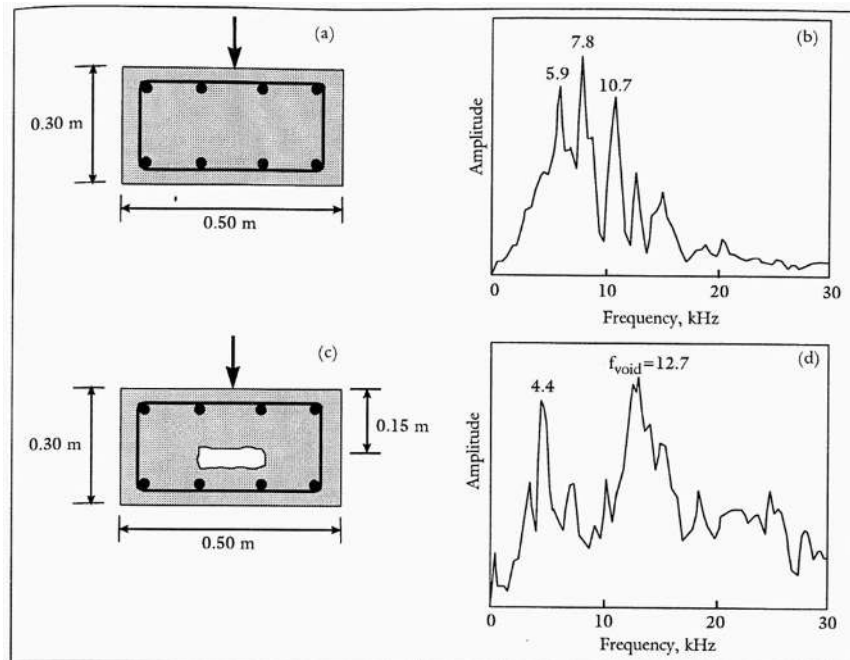 (a)
0.30 m
0.50 m
(b)
5.9
7.8
10.7
Amplitude
0
10
20
30
Frequency, kHz
(c)
0.30 m
0.15 m
0.50 m
(d)
4.4
f_void=12.7
Amplitude
0
10
20
30
Frequency, kHz